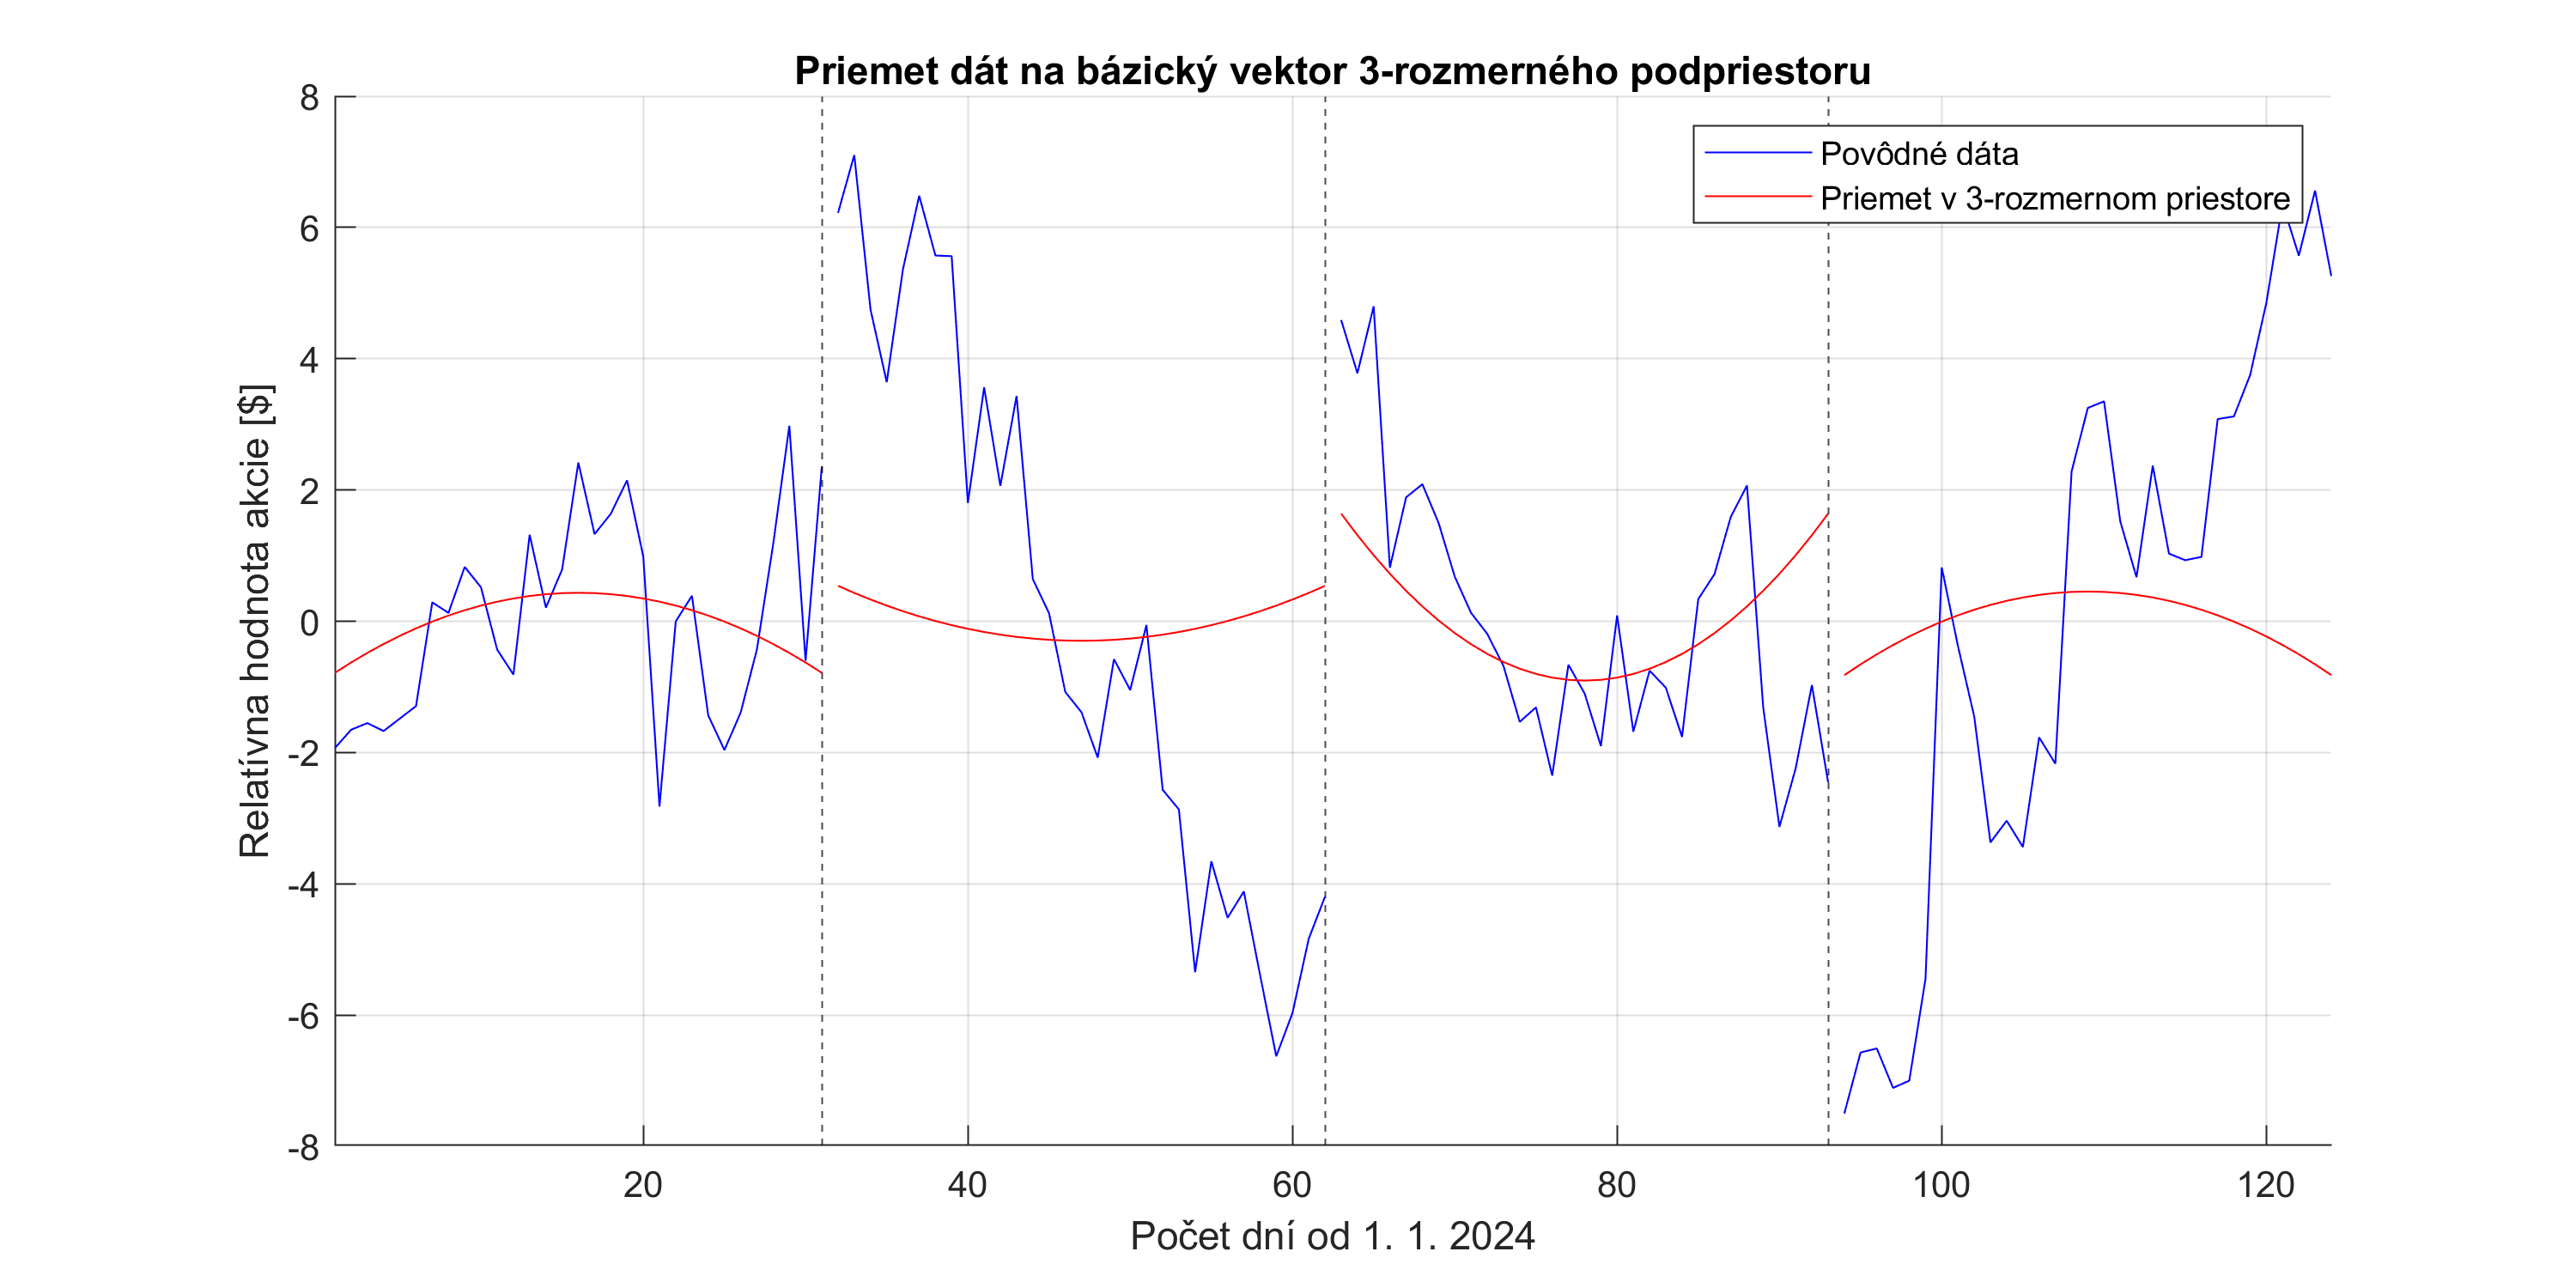 Priemet dát na bázický vektor 3-rozmerného podpriestoru
Povôdné dáta
Priemet v 3-rozmernom priestore
Relatívna hodnota akcie [$]
8
6
4
2
0
-2
-4
-6
-8
20 40 60 80 100 120
Počet dní od 1. 1. 2024